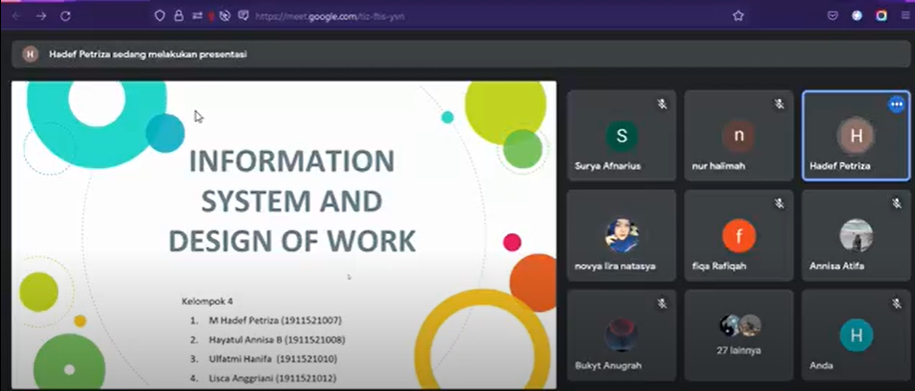 https://meet.google.com/tiz-ftis-yvn
H
Hadef Petriza sedang melakukan presentasi
INFORMATION
SYSTEM AND
DESIGN OF WORK
Kelompok 4
1. M Hadef Petriza (1911521007)
2. Hayatul Annisa B (1911521008)
3. Ulfatmi Hanifa (1911521010)
4. Lisca Anggriani (1911521012)
S
Surya Afnarius
n
nur halimah
H
Hadef Petriza
novya lira natasya
f
fiqa Rafiqah
Annisa Atifa
Bukyt Anugrah
27 lainnya
H
Anda